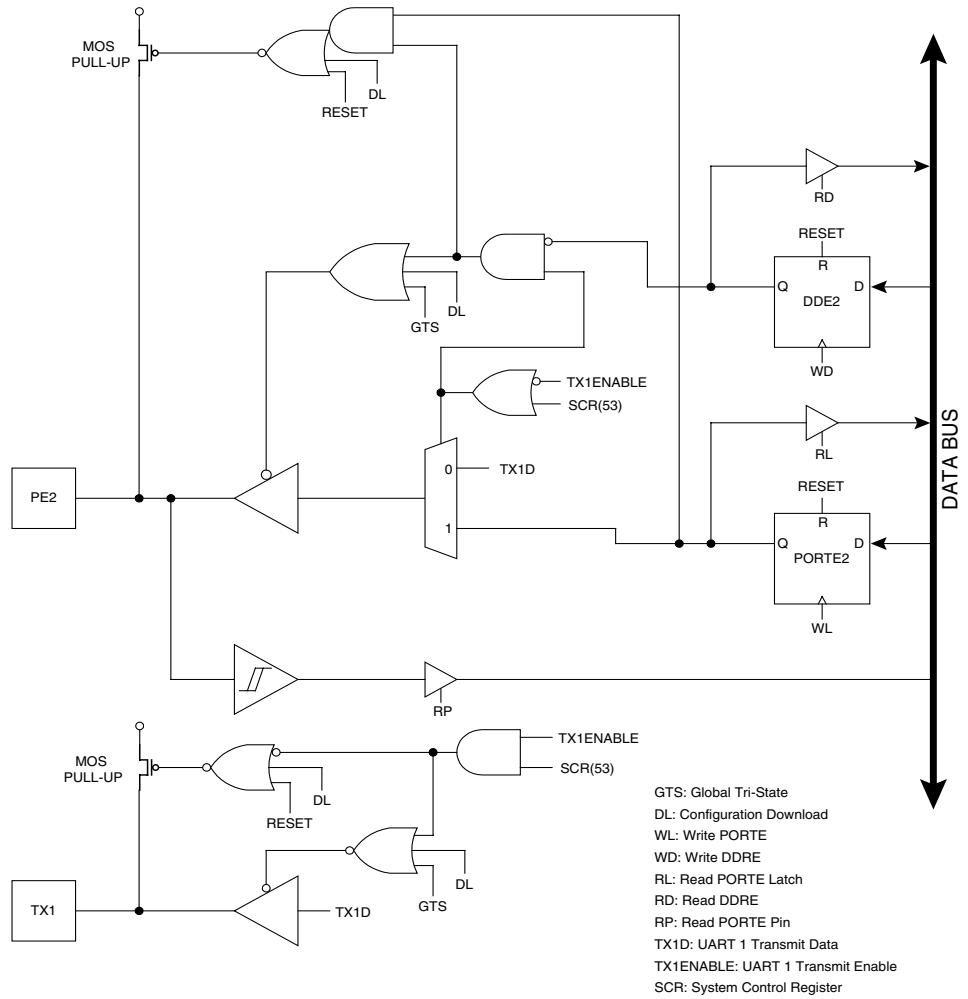 MOS
PULL-UP
DL
RESET
RD
RESET
R
Q
D
DDE2
WD
DL
GTS
TX1ENABLE
SCR(53)
RL
DATA BUS
0
TX1D
PE2
RESET
R
1
Q
D
PORTE2
WL
RP
TX1ENABLE
MOS
PULL-UP
SCR(53)
DL
RESET
DL
GTS
TX1
TX1D
GTS: Global Tri-State
DL: Configuration Download
WL: Write PORTE
WD: Write DDRE
RL: Read PORTE Latch
RD: Read DDRE
RP: Read PORTE Pin
TX1D: UART 1 Transmit Data
TX1ENABLE: UART 1 Transmit Enable
SCR: System Control Register